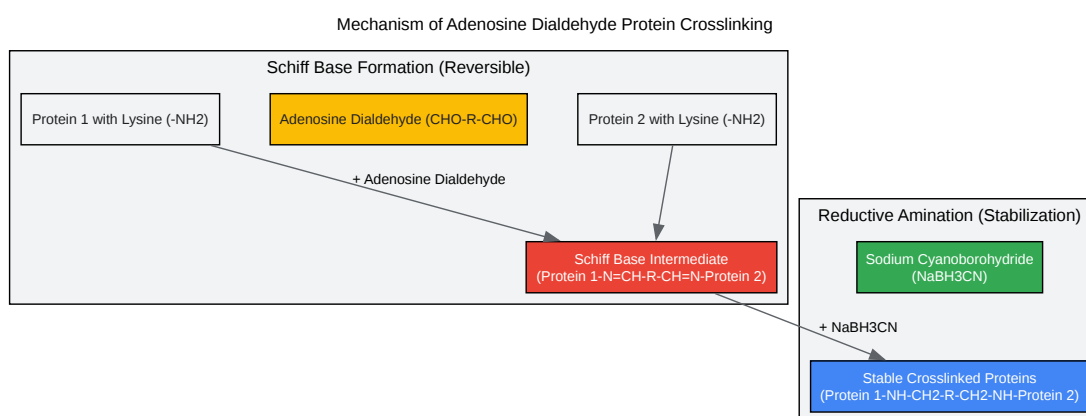 Mechanism of Adenosine Dialdehyde Protein Crosslinking
Schiff Base Formation (Reversible)
Protein 1 with Lysine (-NH2)
Adenosine Dialdehyde (CHO-R-CHO)
Protein 2 with Lysine (-NH2)
+ Adenosine Dialdehyde
Schiff Base Intermediate
(Protein 1-N=CH-R-CH=N-Protein 2)
Reductive Amination (Stabilization)
Sodium Cyanoborohydride
(NaBH3CN)
+ NaBH3CN
Stable Crosslinked Proteins
(Protein 1-NH-CH2-R-CH2-NH-Protein 2)